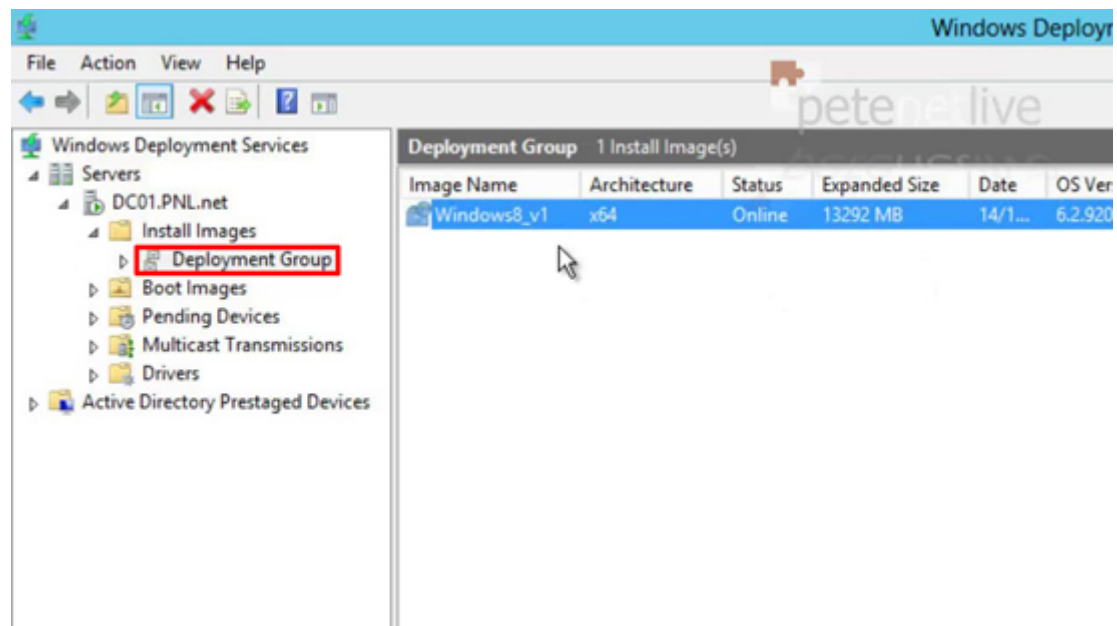 Windows Deployr
File Action View Help
petenetlive
Windows Deployment Services
Servers
DC01.PNL.net
Install Images
Deployment Group
Boot Images
Pending Devices
Multicast Transmissions
Drivers
Active Directory Prestaged Devices
Deployment Group 1 Install Image(s)
Image Name Architecture Status Expanded Size Date OS Ver
Windows8_v1 x64 Online 13292 MB 14/1... 6.2.920